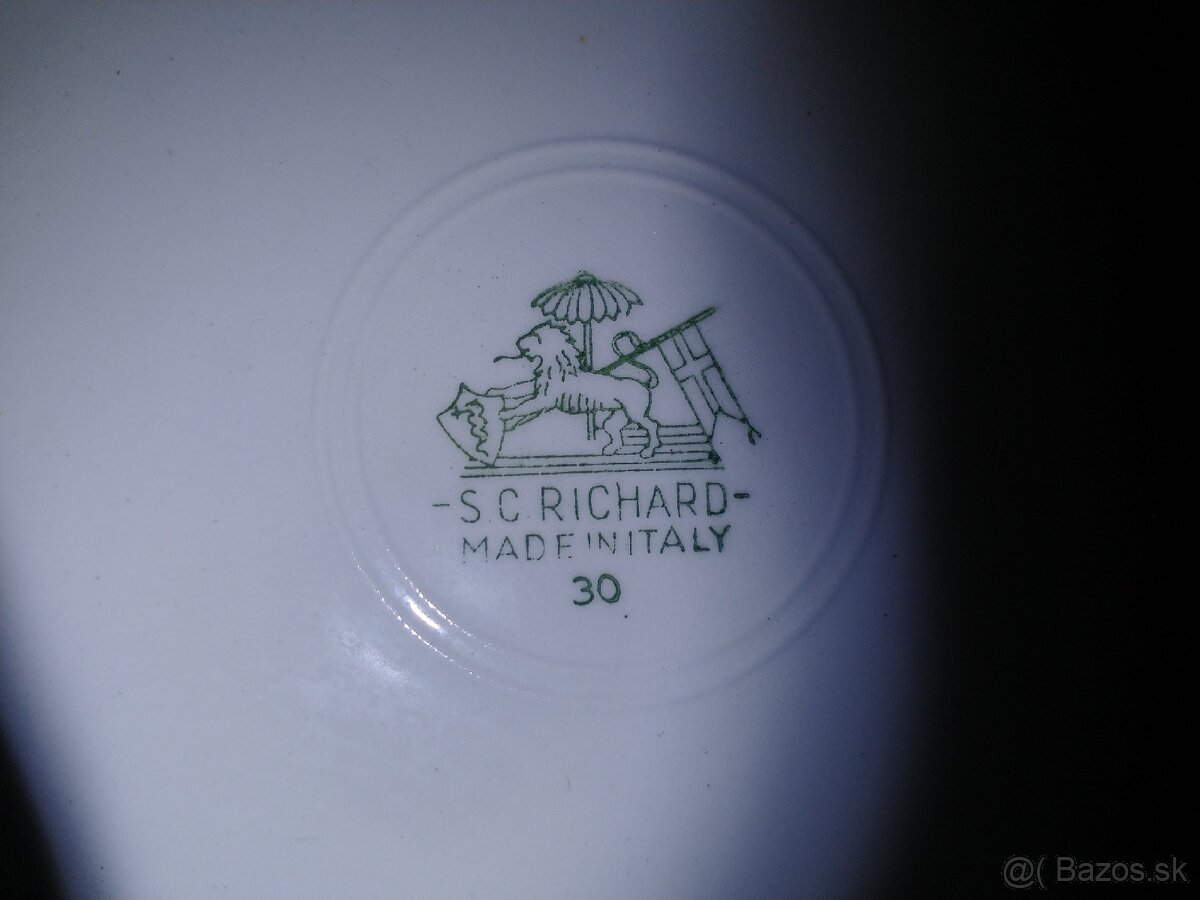 -S.C. RICHARD-
MADE IN ITALY
30
@( Bazos.sk